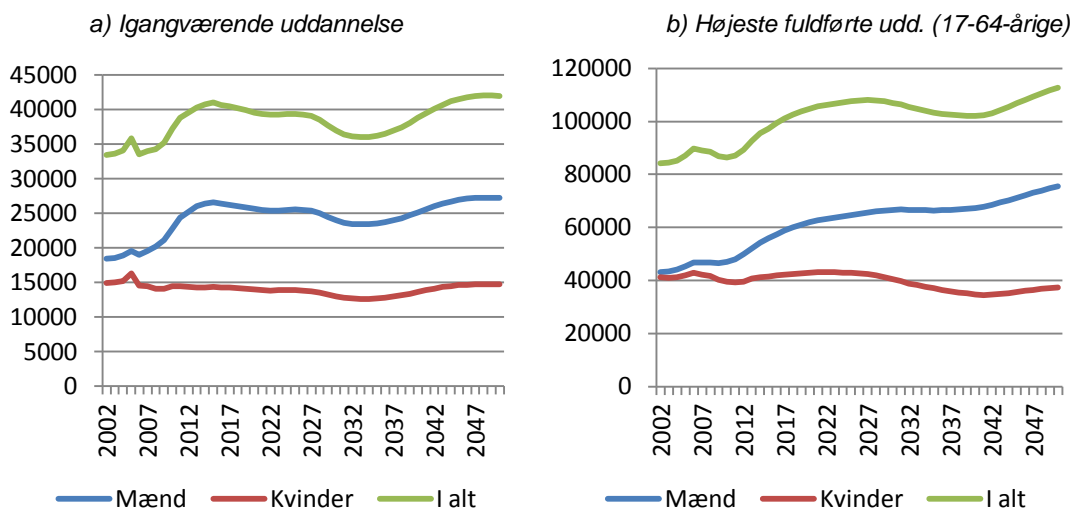 a) Igangværende uddannelse
45000
40000
35000
30000
25000
20000
15000
10000
5000
0
2002 2007 2012 2017 2022 2027 2032 2037 2042 2047
Mænd Kvinder I alt
b) Højeste fuldførte udd. (17-64-årige)
120000
100000
80000
60000
40000
20000
0
2002 2007 2012 2017 2022 2027 2032 2037 2042 2047
Mænd Kvinder I alt